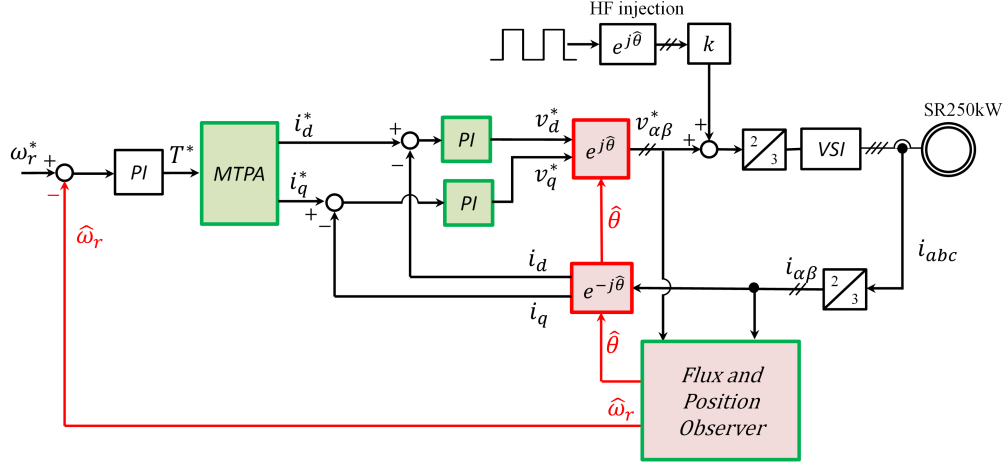 HF injection
e^{jθ̂}
k
SR250kW
ω_r^*
+
−
PI
T^*
MTPA
i_d^*
i_q^*
+
−
+
−
PI
PI
v_d^*
v_q^*
e^{jθ̂}
v_{αβ}^*
+
+
2
3
VSI
ω̂_r
θ̂
i_d
i_q
e^{-jθ̂}
i_{αβ}
2
3
i_{abc}
θ̂
ω̂_r
Flux and
Position
Observer